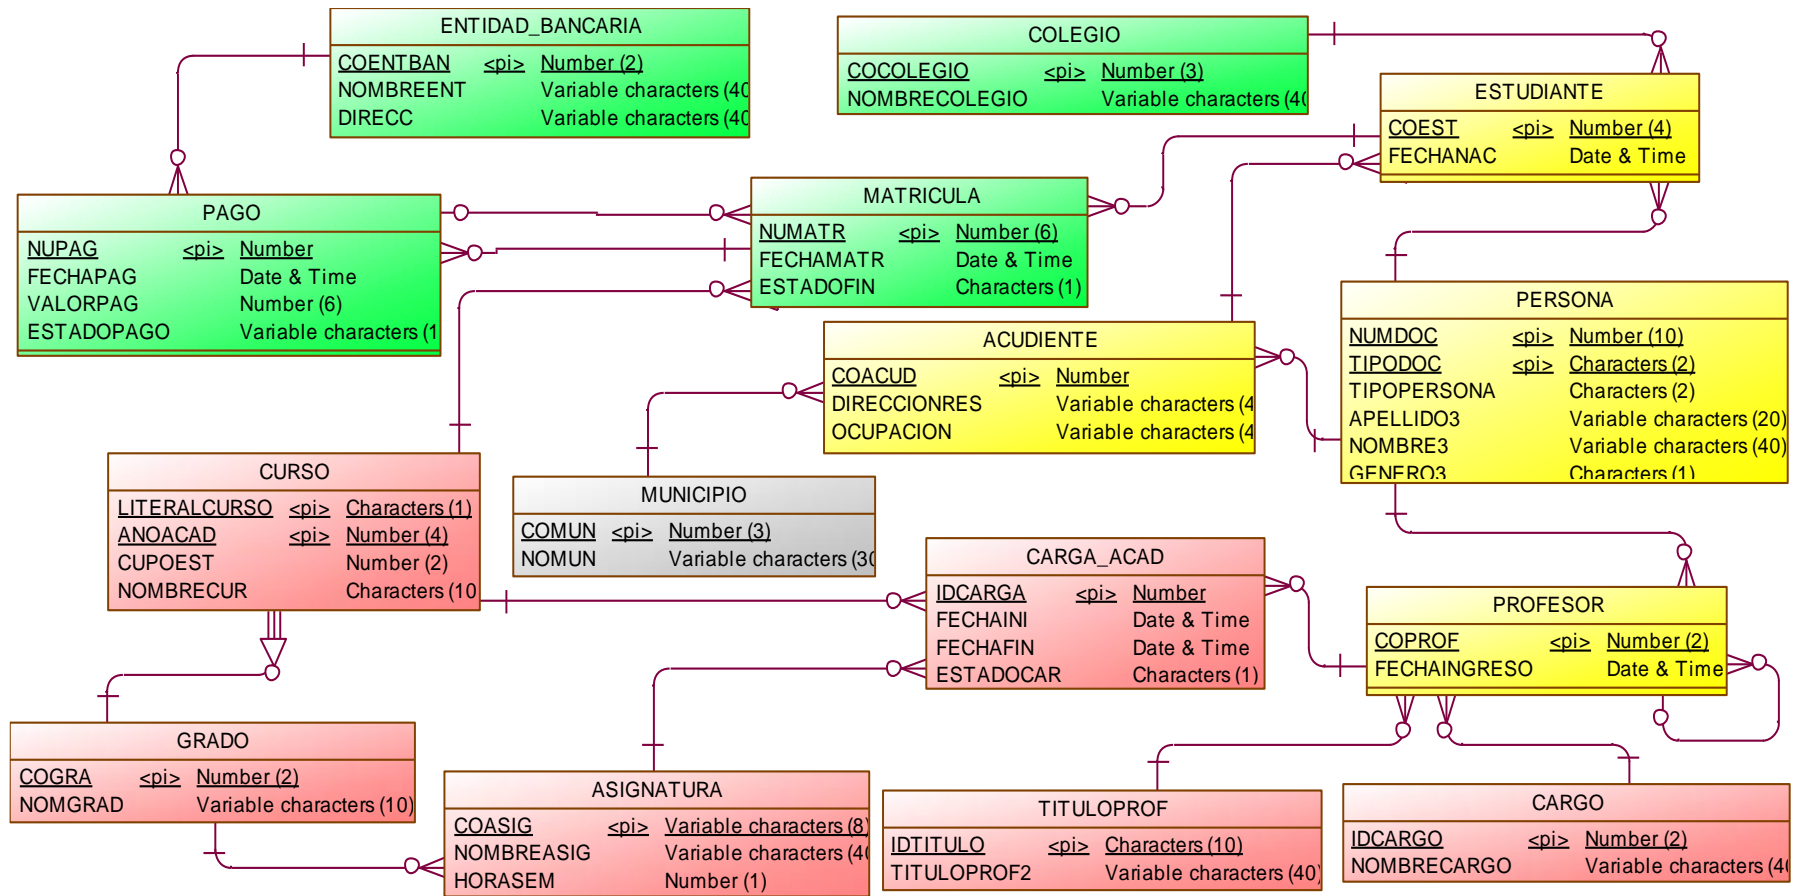 ENTIDAD_BANCARIA
COENTBAN <pi> Number (2)
NOMBREENT Variable characters (40
DIRECC Variable characters (40
COLEGIO
COCOLEGIO <pi> Number (3)
NOMBRECOLEGIO Variable characters (40
ESTUDIANTE
COEST <pi> Number (4)
FECHANAC Date & Time
PAGO
NUPAG <pi> Number
FECHAPAG Date & Time
VALORPAG Number (6)
ESTADOPAGO Variable characters (1
MATRICULA
NUMATR <pi> Number (6)
FECHAMATR Date & Time
ESTADOFIN Characters (1)
PERSONA
NUMDOC <pi> Number (10)
TIPODOC <pi> Characters (2)
TIPOPERSONA Characters (2)
APELLIDO3 Variable characters (20)
NOMBRE3 Variable characters (40)
GENERO3 Characters (1)
ACUDIENTE
COACUD <pi> Number
DIRECCIONRES Variable characters (4
OCUPACION Variable characters (4
CURSO
LITERALCURSO <pi> Characters (1)
ANOACAD <pi> Number (4)
CUPOEST Number (2)
NOMBRECUR Characters (10
MUNICIPIO
COMUN <pi> Number (3)
NOMUN Variable characters (30
CARGA_ACAD
IDCARGA <pi> Number
FECHAINI Date & Time
FECHAFIN Date & Time
ESTADOCAR Characters (1)
PROFESOR
COPROF <pi> Number (2)
FECHAINGRESO Date & Time
GRADO
COGRA <pi> Number (2)
NOMGRAD Variable characters (10)
ASIGNATURA
COASIG <pi> Variable characters (8)
NOMBREASIG Variable characters (40
HORASEM Number (1)
TITULOPROF
IDTITULO <pi> Characters (10)
TITULOPROF2 Variable characters (40)
CARGO
IDCARGO <pi> Number (2)
NOMBRECARGO Variable characters (40